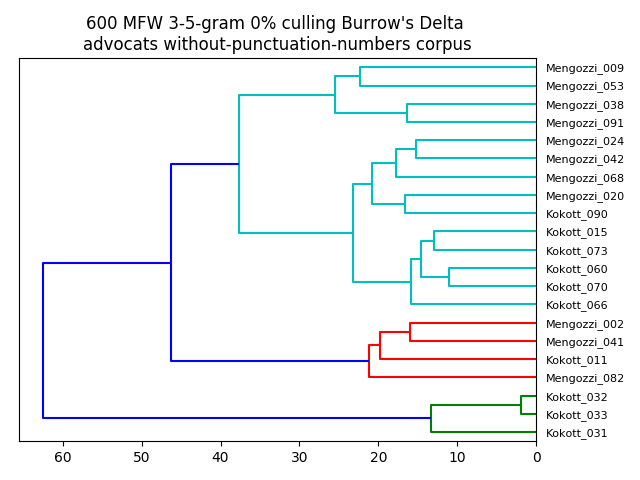 600 MFW 3-5-gram 0% culling Burrow's Delta
advocats without-punctuation-numbers corpus
Mengozzi_009
Mengozzi_053
Mengozzi_038
Mengozzi_091
Mengozzi_024
Mengozzi_042
Mengozzi_068
Mengozzi_020
Kokott_090
Kokott_015
Kokott_073
Kokott_060
Kokott_070
Kokott_066
Mengozzi_002
Mengozzi_041
Kokott_011
Mengozzi_082
Kokott_032
Kokott_033
Kokott_031
60 50 40 30 20 10 0